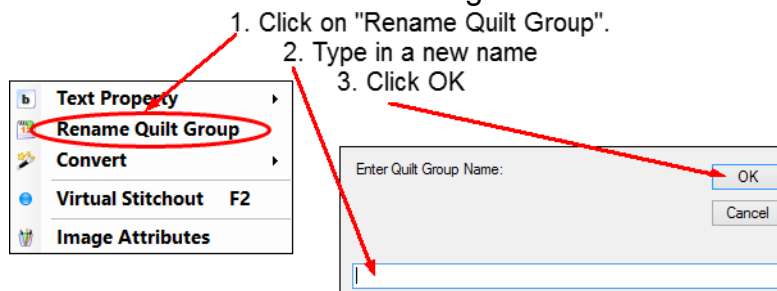 1. Click on "Rename Quilt Group".
2. Type in a new name
3. Click OK
b Text Property
Rename Quilt Group
Convert
Virtual Stitchout F2
Image Attributes
Enter Quilt Group Name:
OK
Cancel